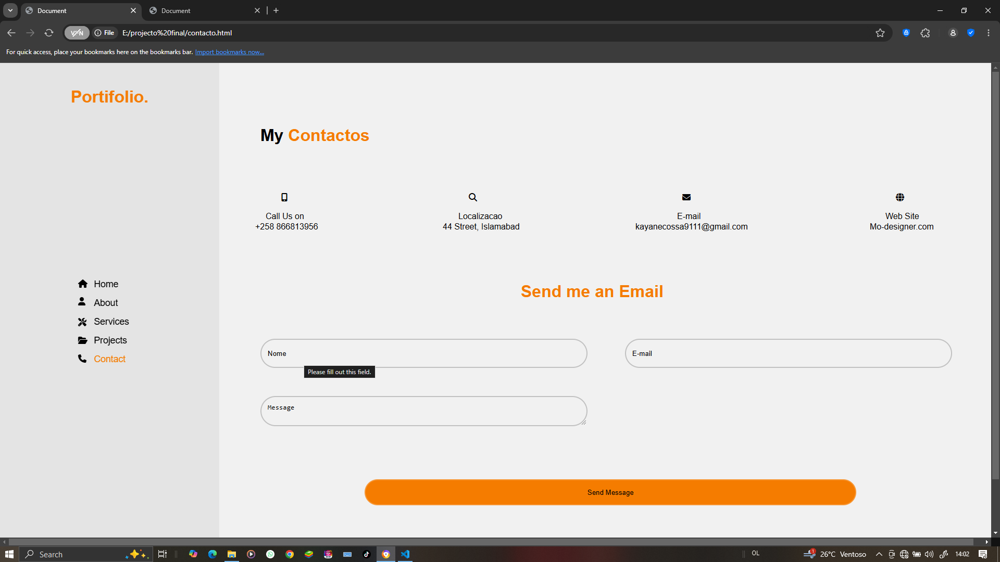 Document
Document
VPN
File
E:/projecto%20final/contacto.html
For quick access, place your bookmarks here on the bookmarks bar. Import bookmarks now...
Portifolio.
My Contactos
Call Us on
+258 866813956
Localizacao
44 Street, Islamabad
E-mail
kayanecossa9111@gmail.com
Web Site
Mo-designer.com
Home
About
Services
Projects
Contact
Send me an Email
Nome
E-mail
Please fill out this field.
Message
Send Message
Search
OL
1
26°C Ventoso
14:02